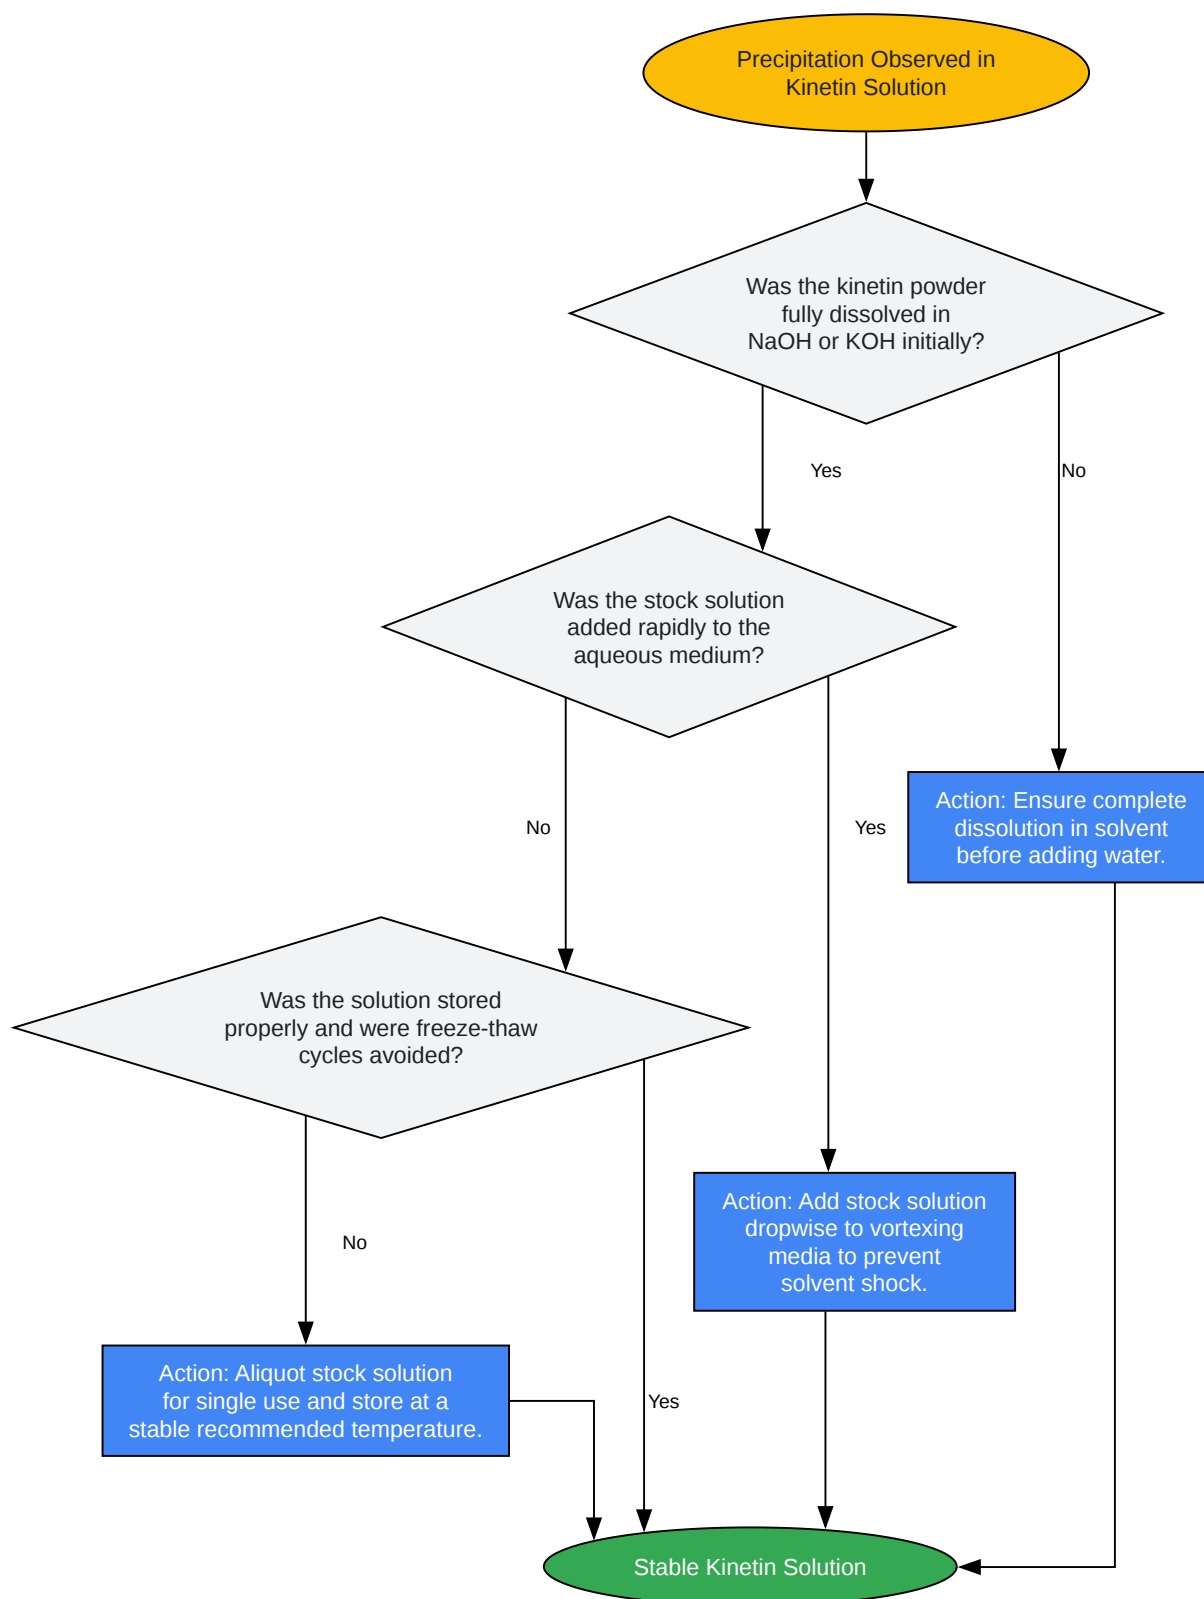 Precipitation Observed in
Kinetin Solution
Was the kinetin powder
fully dissolved in
NaOH or KOH initially?
Yes
No
Was the stock solution
added rapidly to the
aqueous medium?
No
Yes
Action: Ensure complete
dissolution in solvent
before adding water.
Was the solution stored
properly and were freeze-thaw
cycles avoided?
No
Action: Add stock solution
dropwise to vortexing
media to prevent
solvent shock.
Action: Aliquot stock solution
for single use and store at a
stable recommended temperature.
Yes
Stable Kinetin Solution